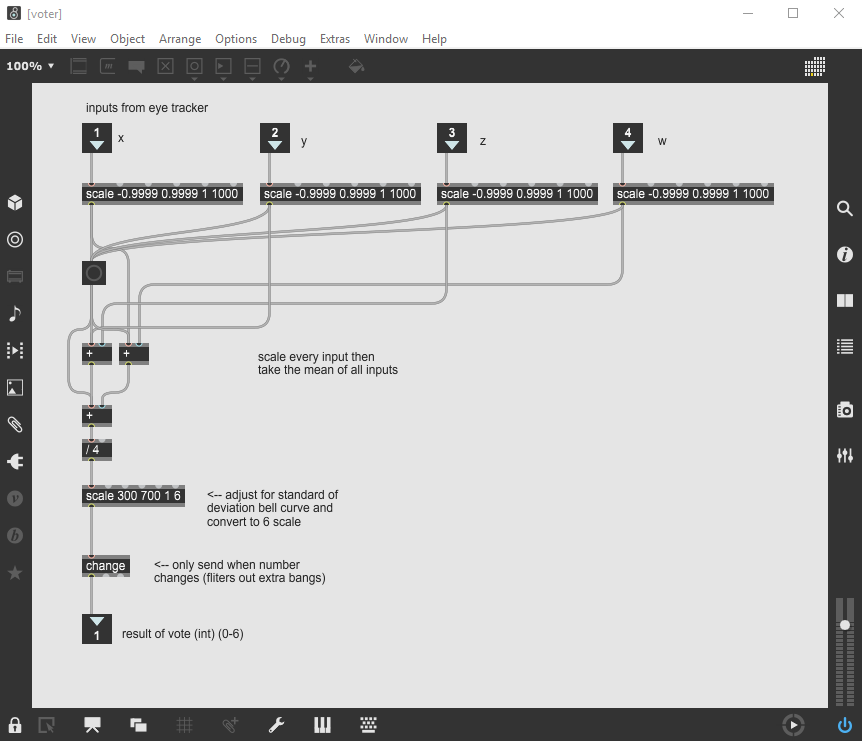 [voter]
File Edit View Object Arrange Options Debug Extras Window Help
100%
inputs from eye tracker
1 x 2 y 3 z 4 w
scale -0.9999 0.9999 1 1000 scale -0.9999 0.9999 1 1000 scale -0.9999 0.9999 1 1000 scale -0.9999 0.9999 1 1000
+ +
scale every input then
take the mean of all inputs
+
/ 4
scale 300 700 1 6
<-- adjust for standard of
deviation bell curve and
convert to 6 scale
change
<-- only send when number
changes (fliters out extra bangs)
1 result of vote (int) (0-6)